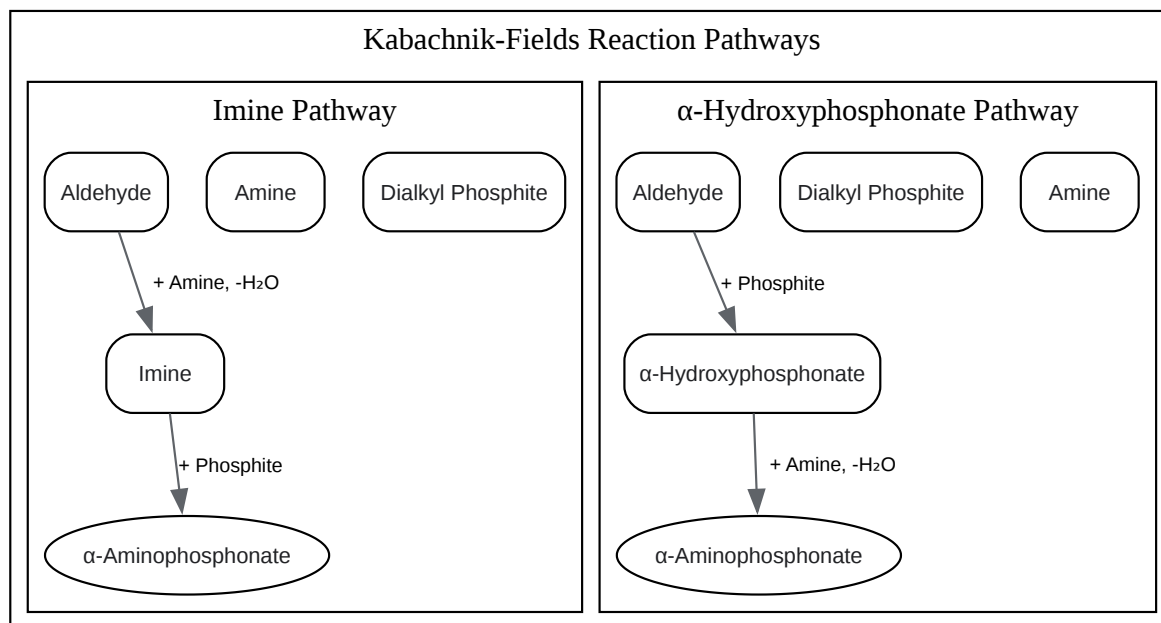 Kabachnik-Fields Reaction Pathways
Imine Pathway
Aldehyde
Amine
Dialkyl Phosphite
+ Amine, -H₂O
Imine
+ Phosphite
α-Aminophosphonate
α-Hydroxyphosphonate Pathway
Aldehyde
Dialkyl Phosphite
Amine
+ Phosphite
α-Hydroxyphosphonate
+ Amine, -H₂O
α-Aminophosphonate